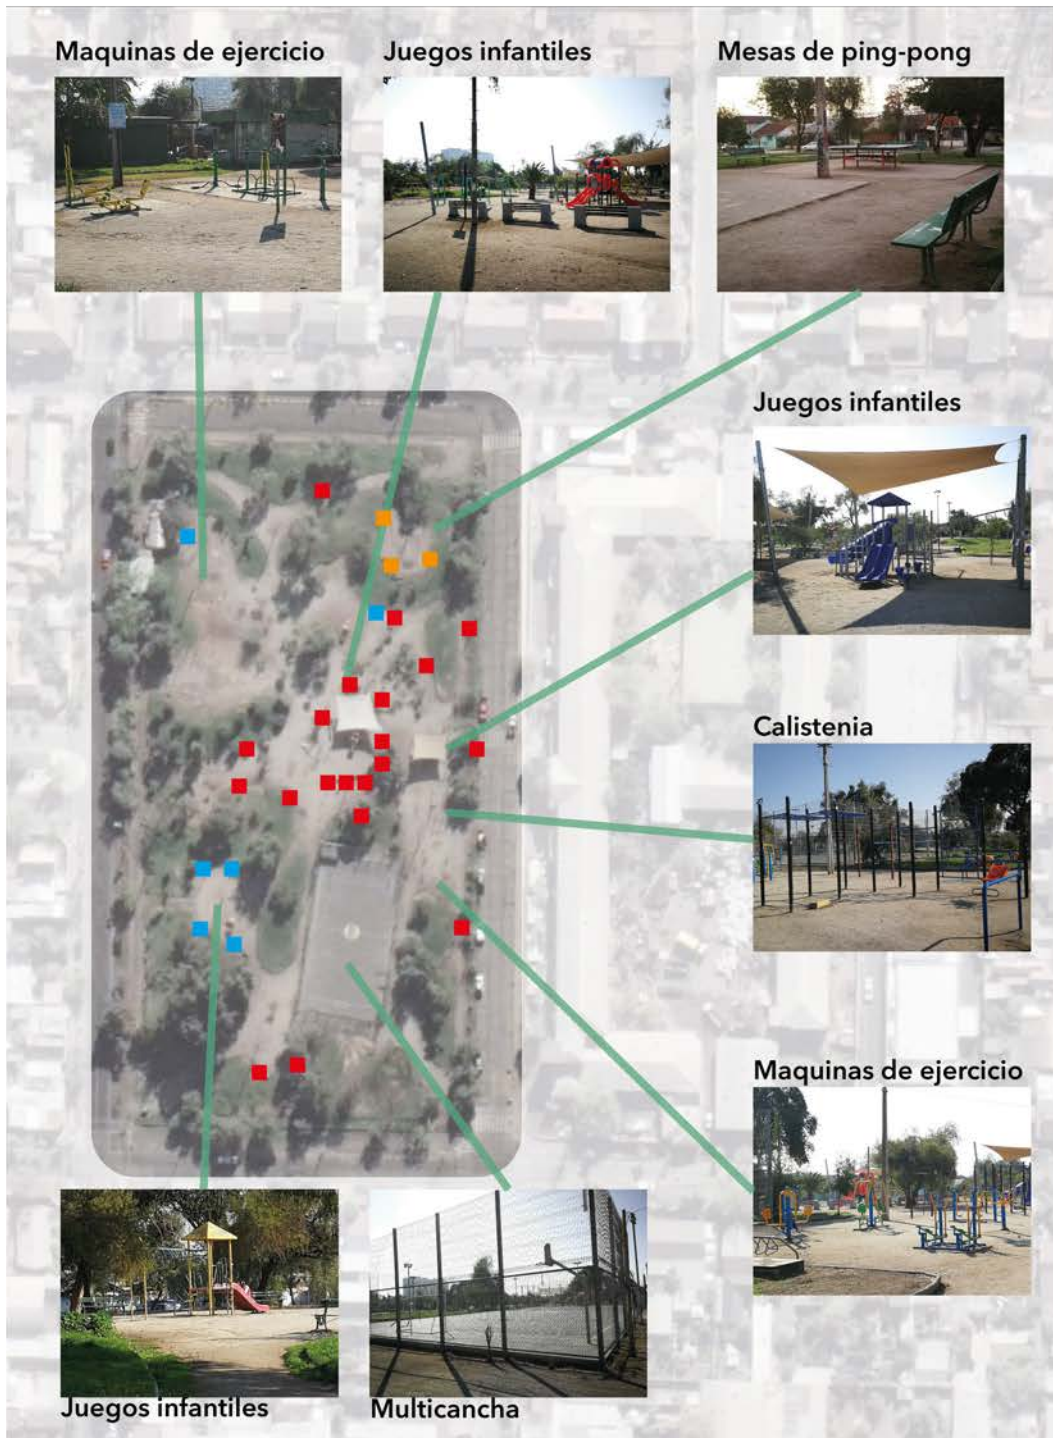 Maquinas de ejercicio
Juegos infantiles
Mesas de ping-pong
Juegos infantiles
Calistenia
Maquinas de ejercicio
Juegos infantiles
Multicancha